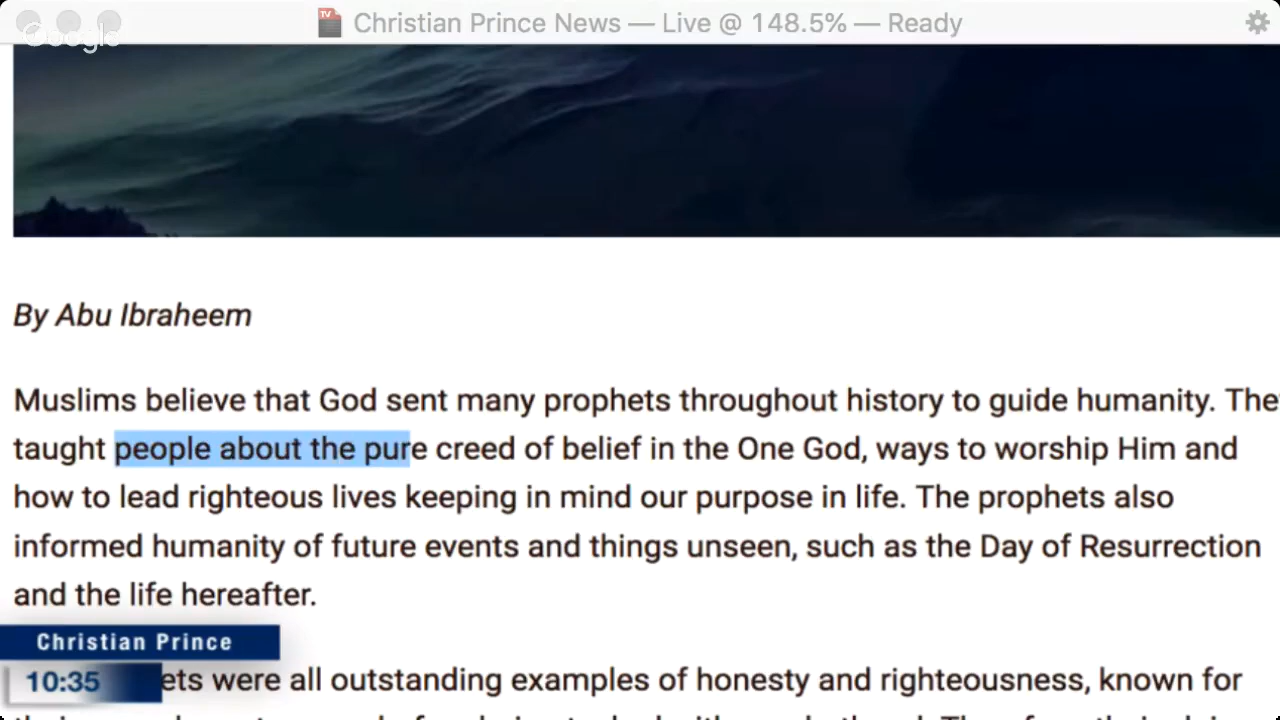 Christian Prince News — Live @ 148.5% — Ready
Google
TV
By Abu Ibraheem
Muslims believe that God sent many prophets throughout history to guide humanity. The
taught people about the pure creed of belief in the One God, ways to worship Him and
how to lead righteous lives keeping in mind our purpose in life. The prophets also
informed humanity of future events and things unseen, such as the Day of Resurrection
and the life hereafter.
Christian Prince
10:35
ets were all outstanding examples of honesty and righteousness, known for